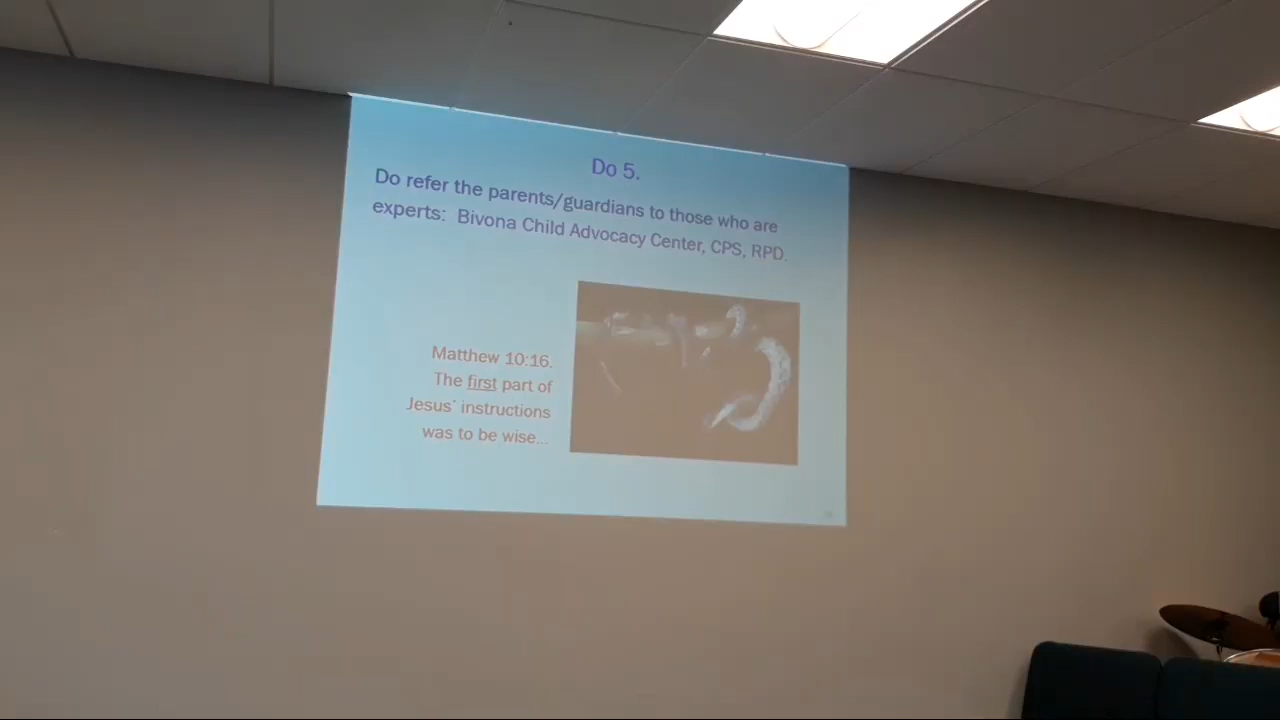 Do 5.
Do refer the parents/guardians to those who are
experts: Bivona Child Advocacy Center, CPS, RPD.
Matthew 10:16.
The first part of
Jesus' instructions
was to be wise...